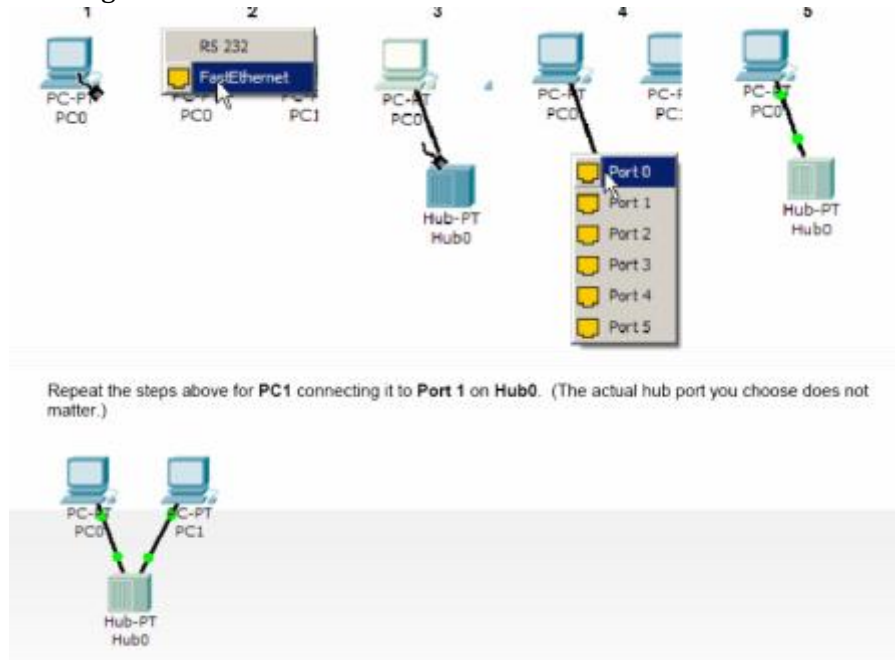 1 2 3 4 5
RS 232
FastEthernet
PC-PT
PC0
PC0
PC1
PC-PT
PC0
Hub-PT
Hub0
PC-PT
PC0
Port 0
Port 1
Port 2
Port 3
Port 4
Port 5
PC-PT
PC0
Hub-PT
Hub0
Repeat the steps above for PC1 connecting it to Port 1 on Hub0. (The actual hub port you choose does not
matter.)
PC-PT
PC0
PC-PT
PC1
Hub-PT
Hub0